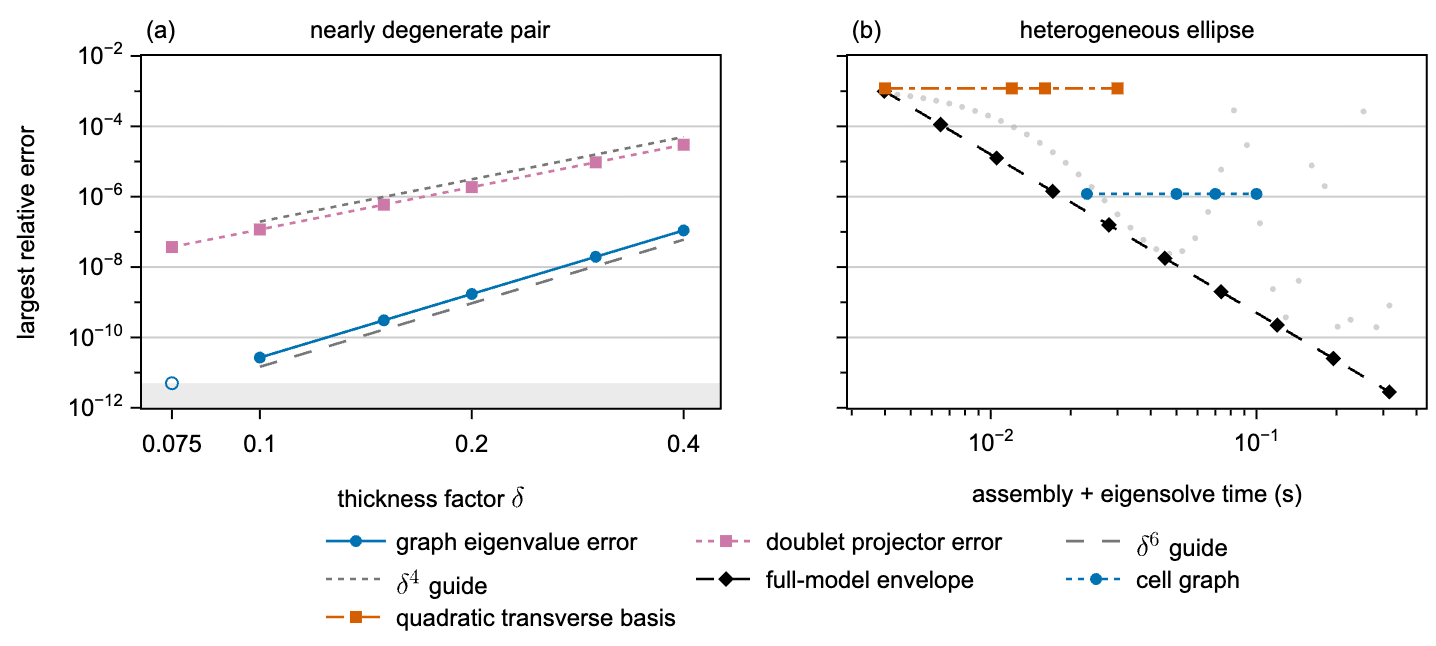 (a) nearly degenerate pair
(b) heterogeneous ellipse
largest relative error
10⁻²
10⁻⁴
10⁻⁶
10⁻⁸
10⁻¹⁰
10⁻¹²
0.075 0.1 0.2 0.4
10⁻² 10⁻¹
thickness factor δ
assembly + eigensolve time (s)
graph eigenvalue error
doublet projector error
δ⁶ guide
δ⁴ guide
full-model envelope
cell graph
quadratic transverse basis